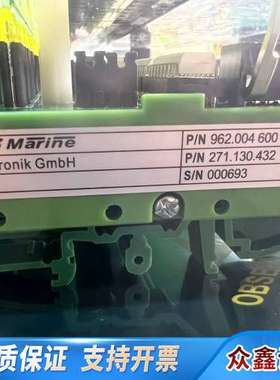 Marine
ronik GmbH
P/N 962.004 600
P/N 271.130.432
S/N 000693
OBS
质保证 支持开票
众鑫